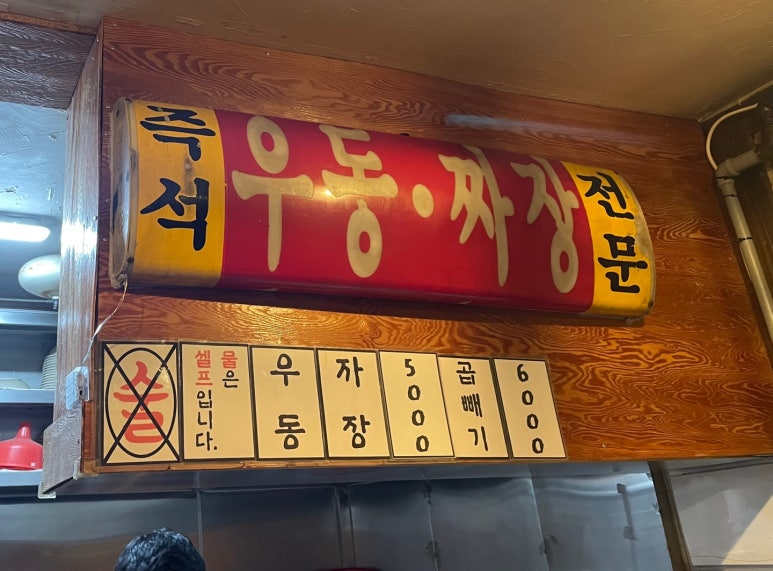 즉석 우동·짜장 전문
술
물은 셀프입니다.
우동
자장
5000
곱빼기
6000